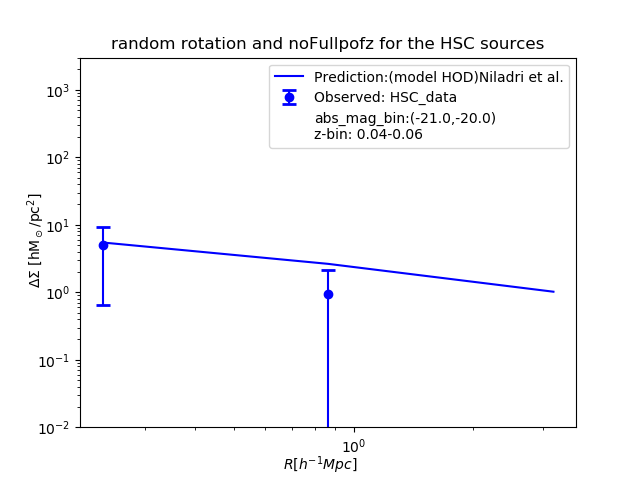 random rotation and noFullpofz for the HSC sources
Prediction:(model HOD)Niladri et al.
Observed: HSC_data
abs_mag_bin:(-21.0,-20.0)
z-bin: 0.04-0.06
10³
10²
10¹
10⁰
10⁻¹
10⁻²
ΔΣ [hM☉/pc²]
10⁰
R[h⁻¹Mpc]